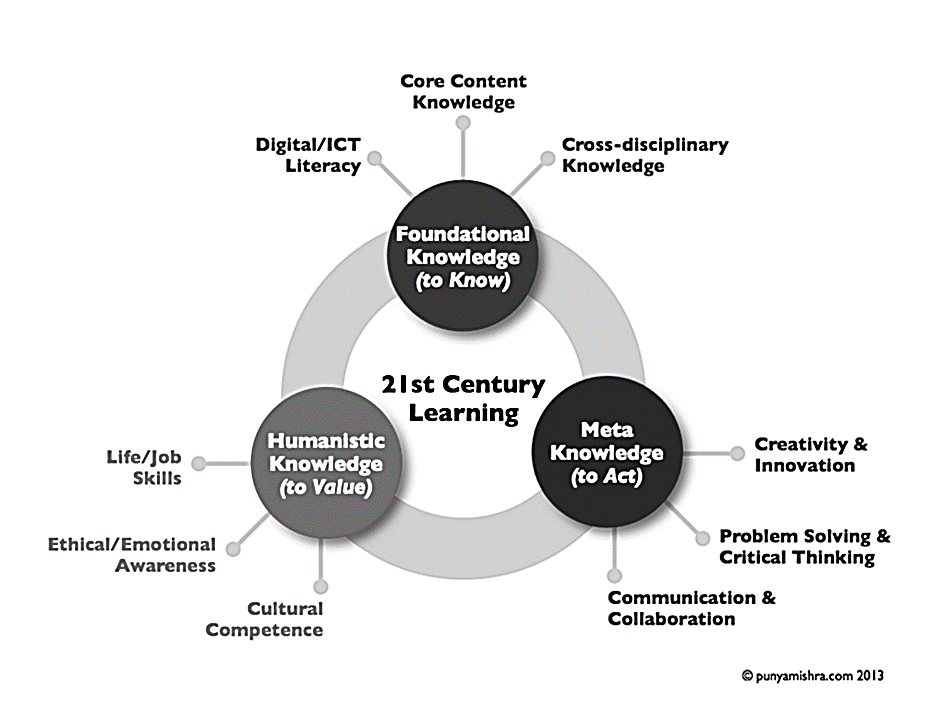 Core Content
Knowledge
Digital/ICT
Literacy
Cross-disciplinary
Knowledge
Foundational
Knowledge
(to Know)
21st Century
Learning
Humanistic
Knowledge
(to Value)
Meta
Knowledge
(to Act)
Life/Job
Skills
Ethical/Emotional
Awareness
Cultural
Competence
Creativity &
Innovation
Problem Solving &
Critical Thinking
Communication &
Collaboration
© punyamishra.com 2013